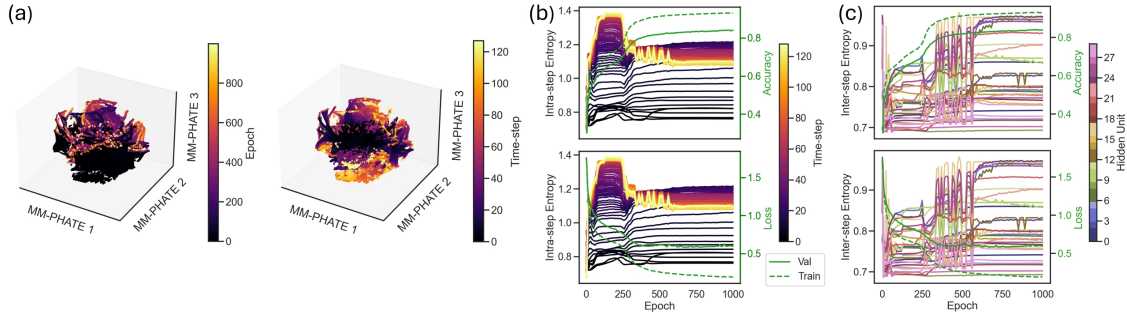 (a)
MM-PHATE 1
MM-PHATE 2
MM-PHATE 3
800
600
400
200
0
Epoch
MM-PHATE 1
MM-PHATE 2
MM-PHATE 3
120
100
80
60
40
20
0
Time-step
(b)
1.4
1.2
1.0
0.8
Intra-step Entropy
0.8
0.6
0.4
Accuracy
1.4
1.2
1.0
0.8
Intra-step Entropy
1.5
1.0
0.5
Loss
0 250 500 750 1000
Epoch
120
100
80
60
40
20
0
Time-step
Val
Train
(c)
0.9
0.8
0.7
Inter-step Entropy
0.8
0.6
0.4
Accuracy
0.9
0.8
0.7
Inter-step Entropy
1.5
1.0
0.5
Loss
0 250 500 750 1000
Epoch
27
24
21
18
15
12
9
6
3
0
Hidden Unit